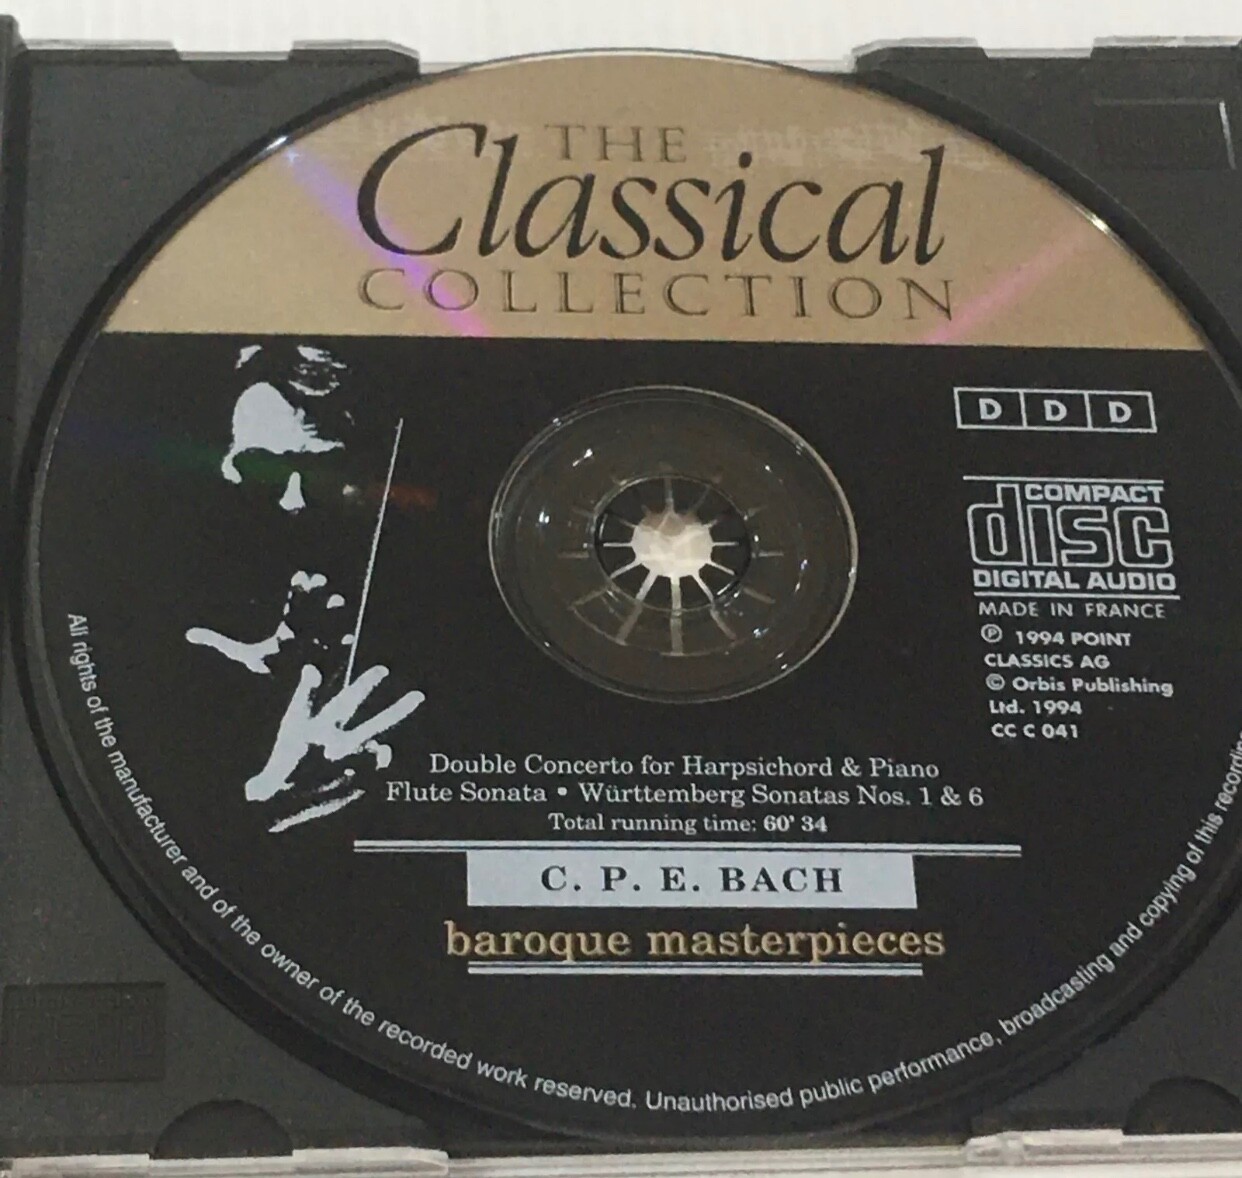 THE
Classical
COLLECTION
D D D
COMPACT
disc
DIGITAL AUDIO
MADE IN FRANCE
℗ 1994 POINT
CLASSICS AG
© Orbis Publishing
Ltd. 1994
CC C 041
Double Concerto for Harpsichord & Piano
Flute Sonata • Württemberg Sonatas Nos. 1 & 6
Total running time: 60' 34
C. P. E. BACH
baroque masterpieces
All rights of the manufacturer and of the owner of the recorded work reserved. Unauthorised public performance, broadcasting and copying of this